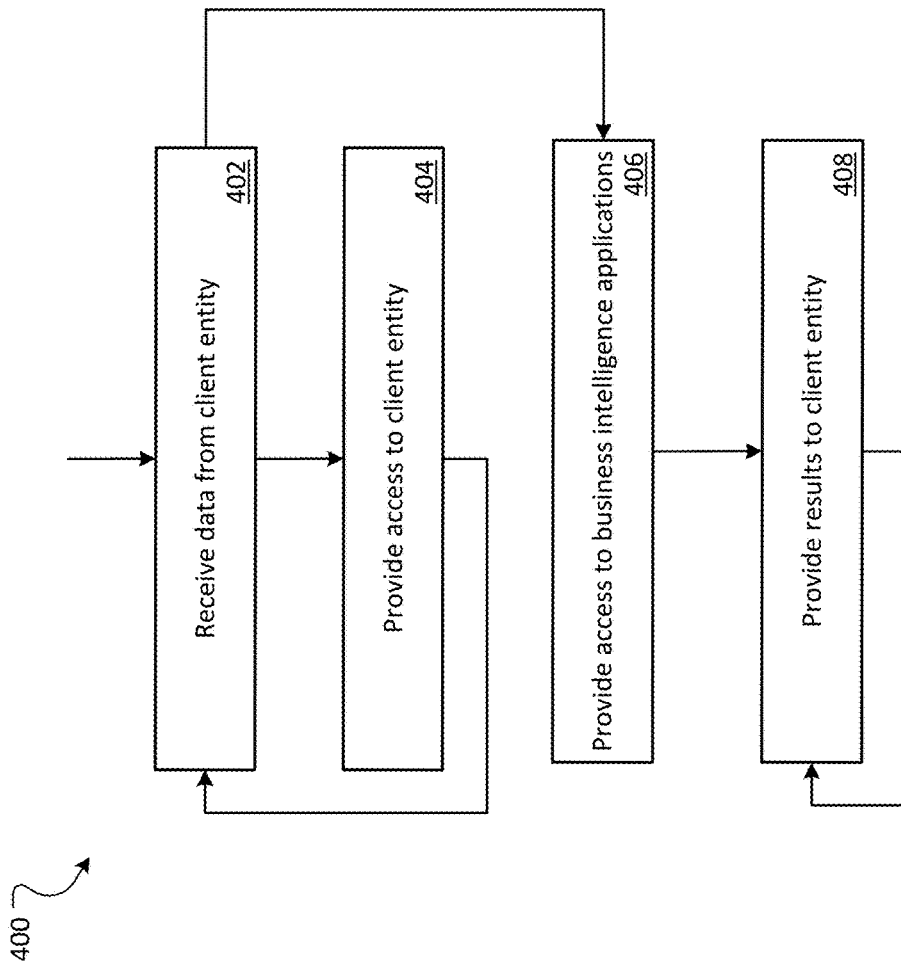 400
Receive data from client entity
402
Provide access to client entity
404
Provide access to business intelligence applications
406
Provide results to client entity
408